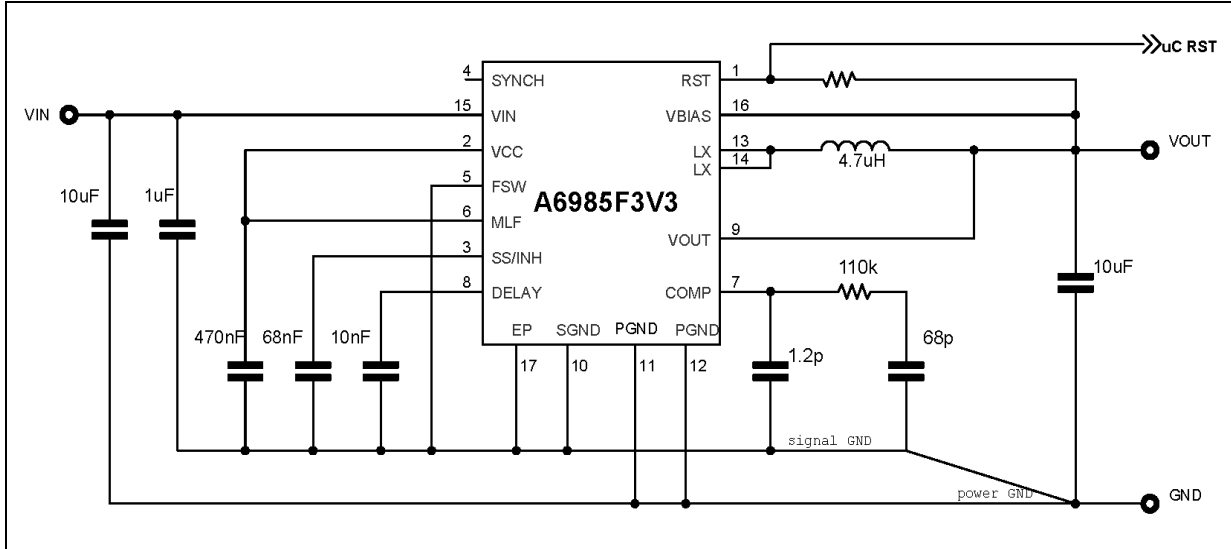 uC RST
4 SYNCH RST 1
VIN 15 VIN VBIAS 16
2 VCC LX 13
LX 14 4.7uH VOUT
10uF 1uF 5 FSW
A6985F3V3
6 MLF
VOUT 9
3 SS/INH
110k 10uF
8 DELAY COMP 7
470nF 68nF 10nF EP SGND PGND PGND
68p
17 10 11 12 1.2p
signal GND
power GND GND